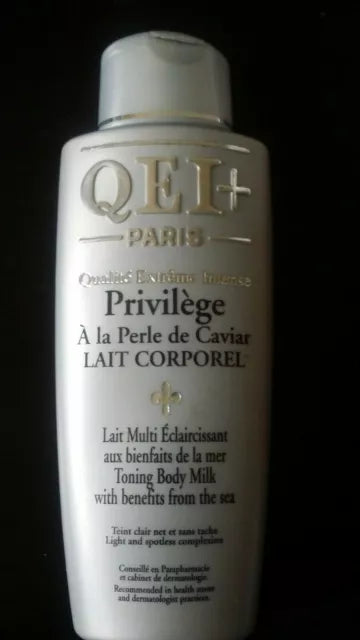 QEI+
PARIS
Qualité Extrême Intense
Privilège
À la Perle de Caviar
LAIT CORPOREL
Lait Multi Éclaircissant
aux bienfaits de la mer
Toning Body Milk
with benefits from the sea
Teint clair net et sans tache
Light and spotless complexion
Conseillé en Parapharmacie
et cabinet de dermatologie.
Recommended in health stores
and dermatologist practices.